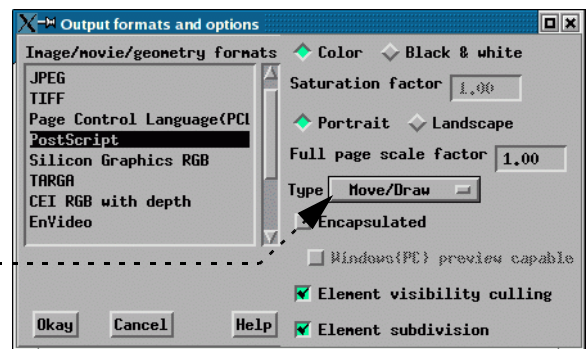 Output formats and options
Image/movie/geometry formats
JPEG
TIFF
Page Control Language(PCL
PostScript
Silicon Graphics RGB
TARGA
CEI RGB with depth
EnVideo
Okay Cancel Help
Color Black & white
Saturation factor 1.00
Portrait Landscape
Full page scale factor 1.00
Type Move/Draw
Encapsulated
Windows(PC) preview capable
Element visibility culling
Element subdivision